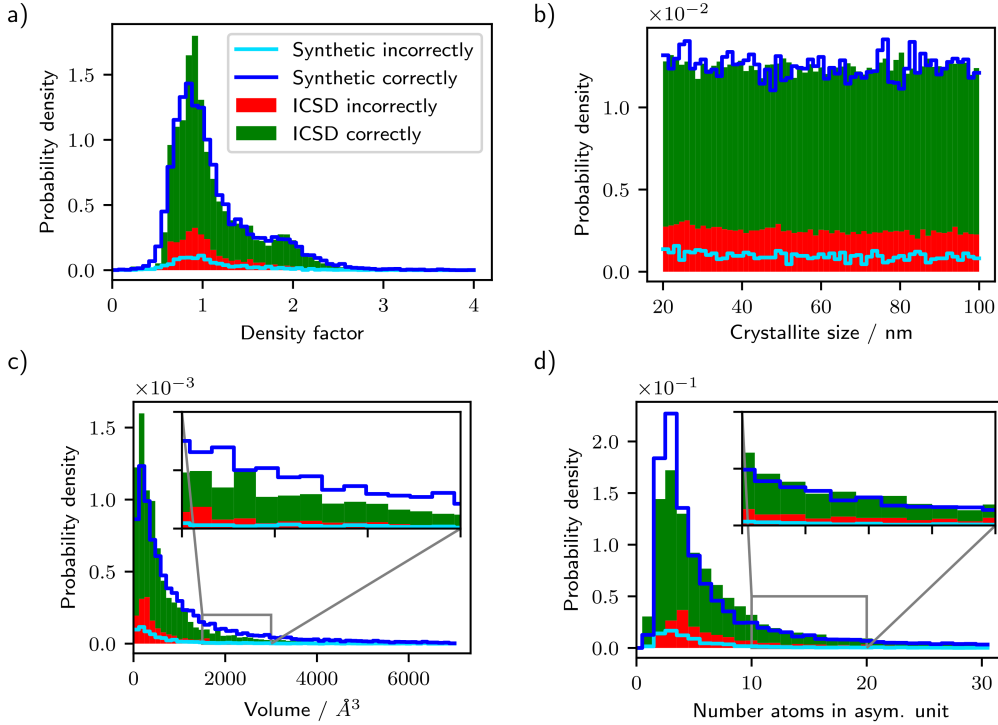 a)
Probability density
0.0
0.5
1.0
1.5
0
1
2
3
4
Density factor
Synthetic incorrectly
Synthetic correctly
ICSD incorrectly
ICSD correctly
b)
×10⁻²
Probability density
0.0
0.5
1.0
20
40
60
80
100
Crystallite size / nm
c)
×10⁻³
Probability density
0.0
0.5
1.0
1.5
0
2000
4000
6000
Volume / Å³
d)
×10⁻¹
Probability density
0.0
0.5
1.0
1.5
2.0
0
10
20
30
Number atoms in asym. unit